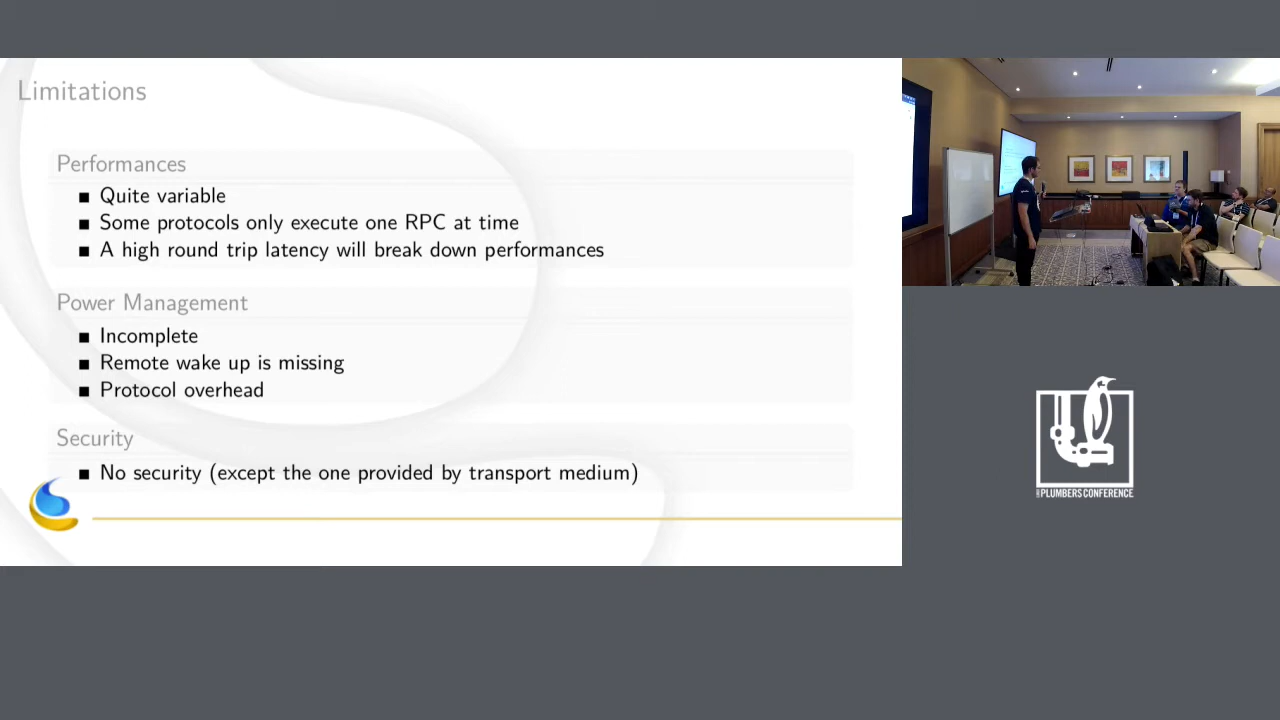 Limitations
Performances
Quite variable
Some protocols only execute one RPC at time
A high round trip latency will break down performances
Power Management
Incomplete
Remote wake up is missing
Protocol overhead
Security
No security (except the one provided by transport medium)
PLUMBERS CONFERENCE